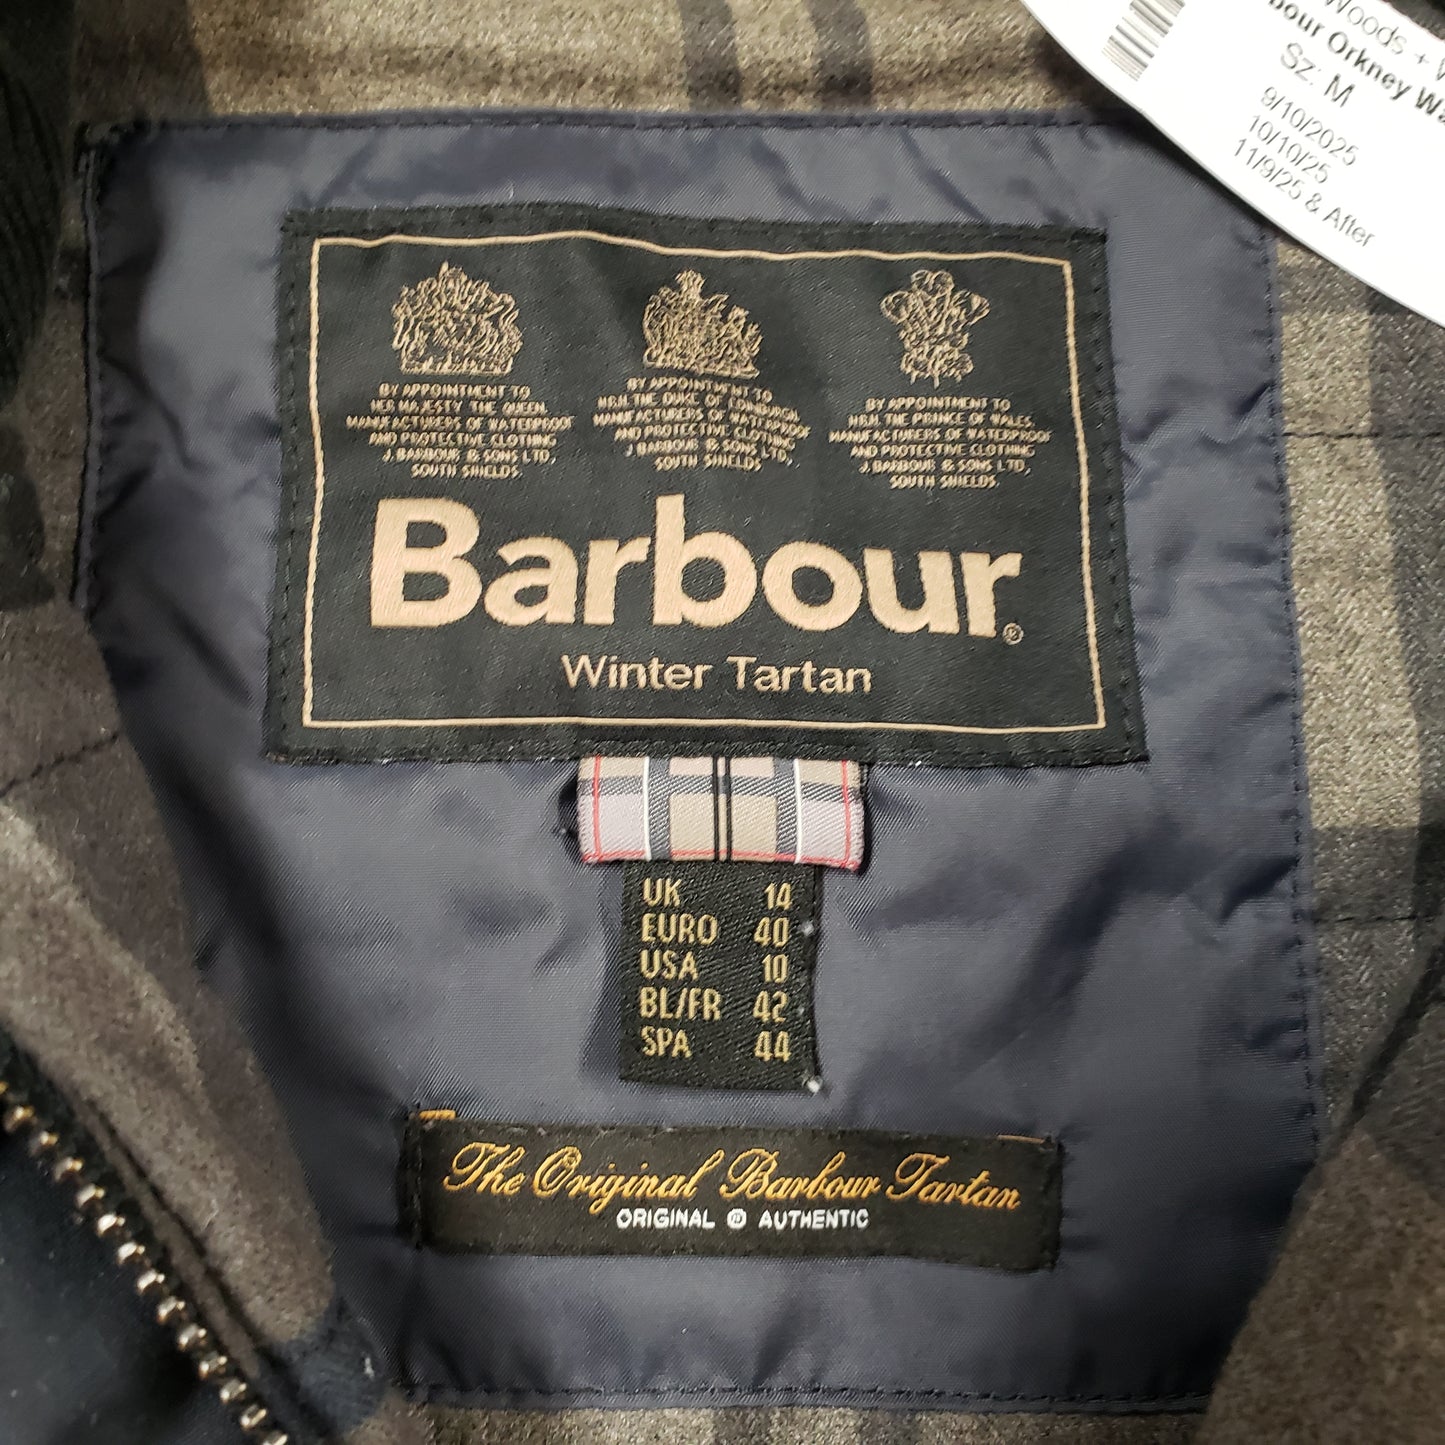 Woods +
bour Orkney Wa
Sz: M
9/10/2025
10/10/25
11/9/25 & After
BY APPOINTMENT TO
HER MAJESTY THE QUEEN
MANUFACTURERS OF WATERPROOF
AND PROTECTIVE CLOTHING
J. BARBOUR & SONS LTD,
SOUTH SHIELDS.
BY APPOINTMENT TO
H.R.H. THE DUKE OF EDINBURGH,
MANUFACTURERS OF WATERPROOF
AND PROTECTIVE CLOTHING
J. BARBOUR & SONS LTD,
SOUTH SHIELDS
BY APPOINTMENT TO
H.R.H. THE PRINCE OF WALES,
MANUFACTURERS OF WATERPROOF
AND PROTECTIVE CLOTHING
J. BARBOUR & SONS LTD,
SOUTH SHIELDS.
Barbour®
Winter Tartan
UK 14
EURO 40
USA 10
BL/FR 42
SPA 44
The Original Barbour Tartan
ORIGINAL @ AUTHENTIC